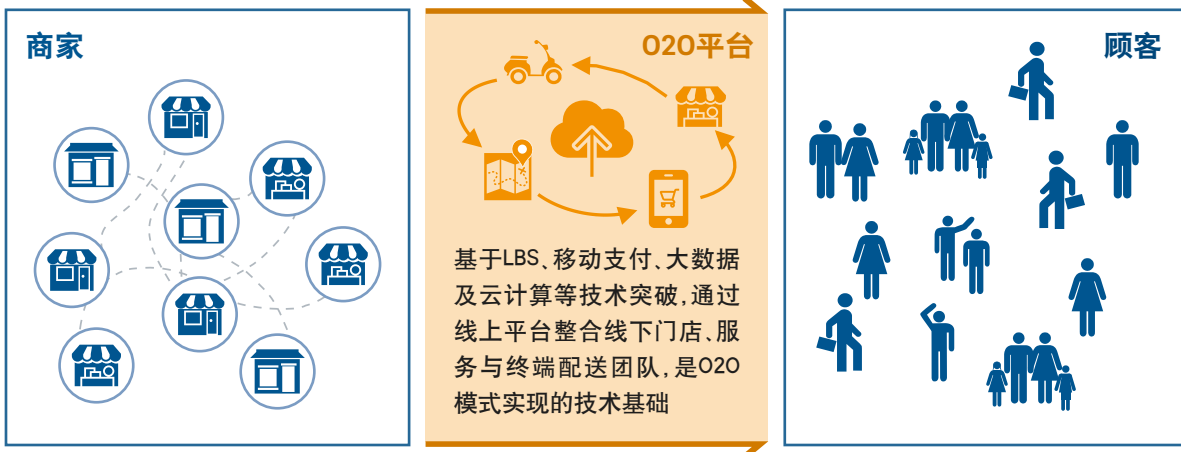 商家
O2O平台
顾客
基于LBS、移动支付、大数据
及云计算等技术突破,通过
线上平台整合线下门店、服
务与终端配送团队,是O2O
模式实现的技术基础